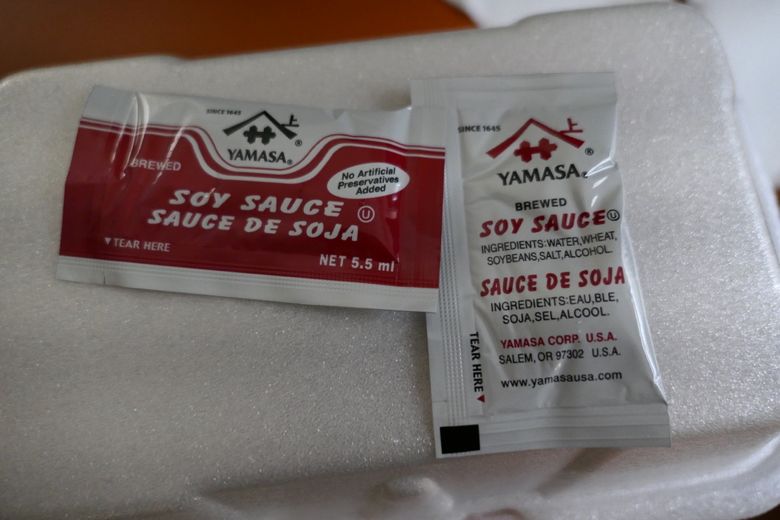 SINCE 1645
上
YAMASA®
BREWED
No Artificial
Preservatives
Added
SOY SAUCE
SAUCE DE SOJA
U
▼TEAR HERE
NET 5.5 ml
SINCE 1645
上
YAMASA®
BREWED
SOY SAUCE U
INGREDIENTS:WATER,WHEAT,
SOYBEANS,SALT,ALCOHOL.
SAUCE DE SOJA
INGREDIENTS:EAU,BLE,
SOJA,SEL,ALCOOL.
YAMASA CORP. U.S.A.
SALEM, OR 97302 U.S.A.
www.yamasausa.com
TEAR HERE▼